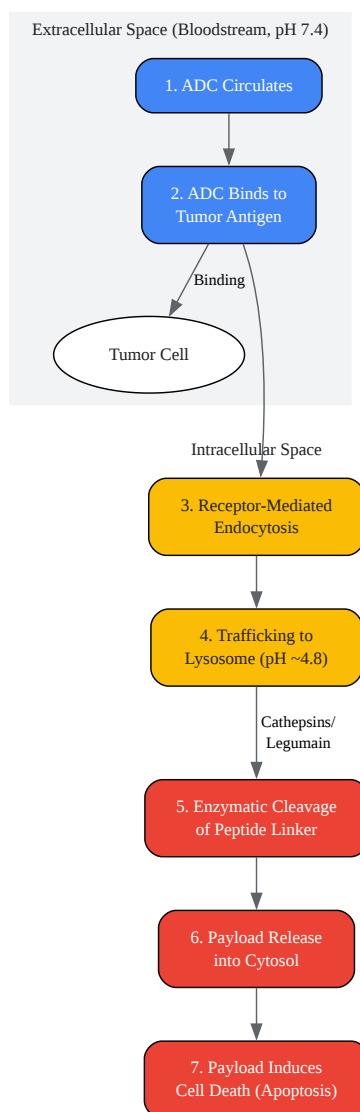 Extracellular Space (Bloodstream, pH 7.4)
1. ADC Circulates
2. ADC Binds to
Tumor Antigen
Binding
Tumor Cell
Intracellular Space
3. Receptor-Mediated
Endocytosis
4. Trafficking to
Lysosome (pH ~4.8)
Cathepsins/
Legumain
5. Enzymatic Cleavage
of Peptide Linker
6. Payload Release
into Cytosol
7. Payload Induces
Cell Death (Apoptosis)